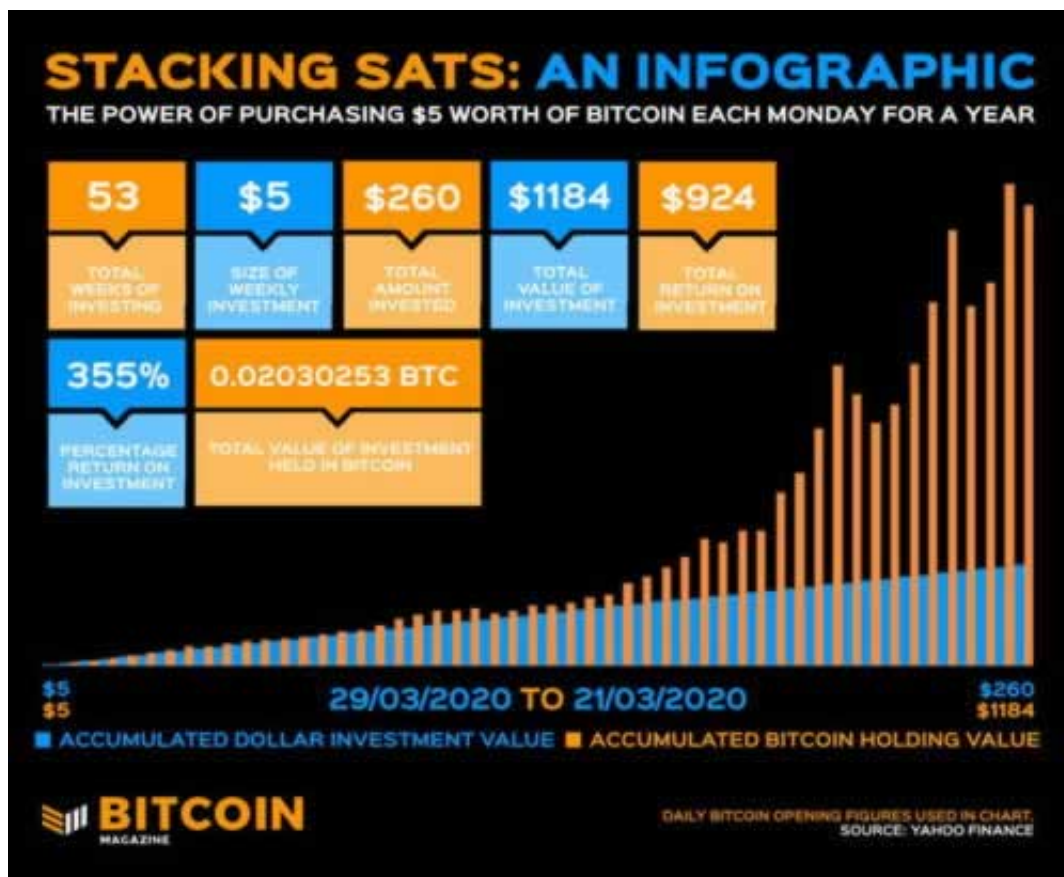 STACKING SATS: AN INFOGRAPHIC
THE POWER OF PURCHASING $5 WORTH OF BITCOIN EACH MONDAY FOR A YEAR
53
TOTAL
WEEKS OF
INVESTING
$5
SIZE OF
WEEKLY
INVESTMENT
$260
TOTAL
AMOUNT
INVESTED
$1184
TOTAL
VALUE OF
INVESTMENT
$924
TOTAL
RETURN ON
INVESTMENT
355%
PERCENTAGE
RETURN ON
INVESTMENT
0.02030253 BTC
TOTAL VALUE OF INVESTMENT
HELD IN BITCOIN
$5
$5
29/03/2020 TO 21/03/2020
$260
$1184
ACCUMULATED DOLLAR INVESTMENT VALUE ACCUMULATED BITCOIN HOLDING VALUE
BITCOIN
MAGAZINE
DAILY BITCOIN OPENING FIGURES USED IN CHART.
SOURCE: YAHOO FINANCE